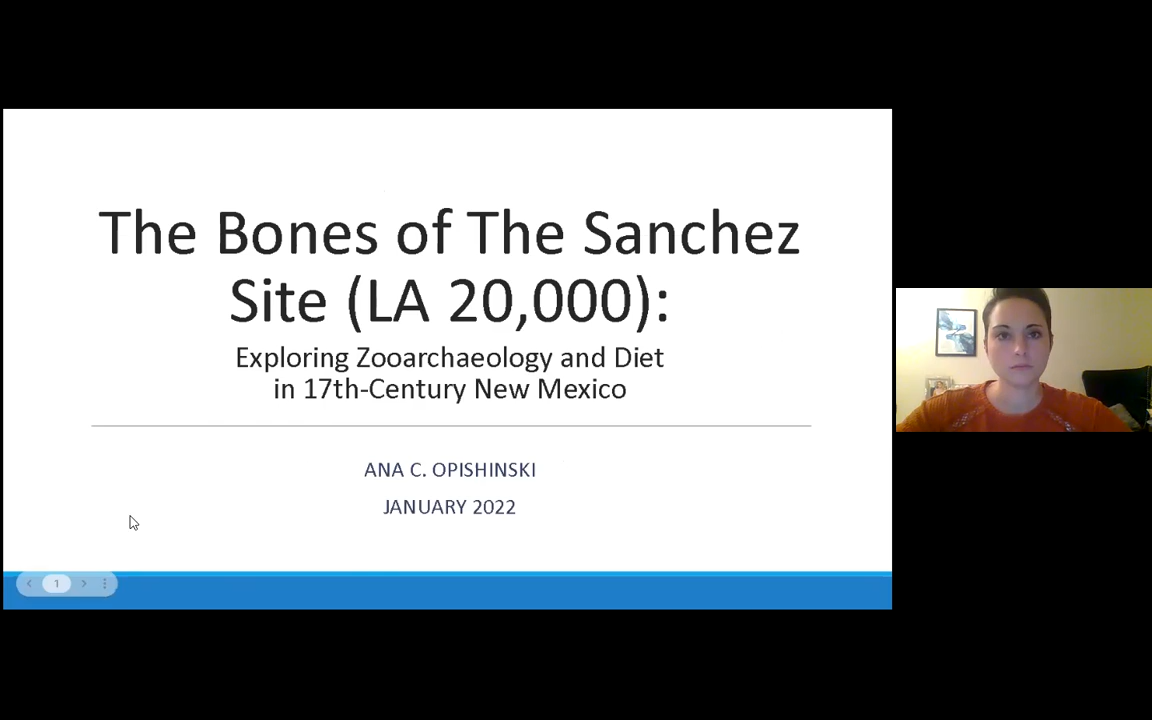 The Bones of The Sanchez
Site (LA 20,000):
Exploring Zooarchaeology and Diet
in 17th-Century New Mexico
ANA C. OPISHINSKI
JANUARY 2022
1